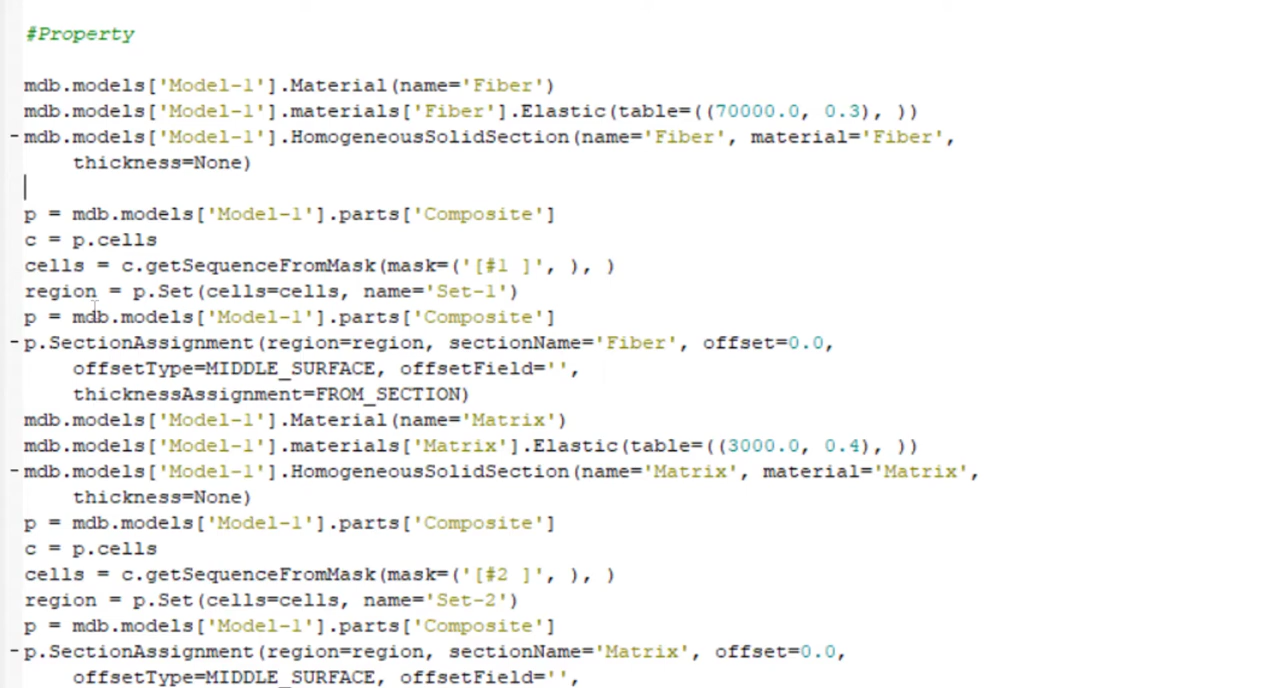 #Property
mdb.models['Model-1'].Material(name='Fiber')
mdb.models['Model-1'].materials['Fiber'].Elastic(table=((70000.0, 0.3), ))
mdb.models['Model-1'].HomogeneousSolidSection(name='Fiber', material='Fiber',
    thickness=None)
p = mdb.models['Model-1'].parts['Composite']
c = p.cells
cells = c.getSequenceFromMask(mask=('[#1 ]', ), )
region = p.Set(cells=cells, name='Set-1')
p = mdb.models['Model-1'].parts['Composite']
p.SectionAssignment(region=region, sectionName='Fiber', offset=0.0,
    offsetType=MIDDLE_SURFACE, offsetField='',
    thicknessAssignment=FROM_SECTION)
mdb.models['Model-1'].Material(name='Matrix')
mdb.models['Model-1'].materials['Matrix'].Elastic(table=((3000.0, 0.4), ))
mdb.models['Model-1'].HomogeneousSolidSection(name='Matrix', material='Matrix',
    thickness=None)
p = mdb.models['Model-1'].parts['Composite']
c = p.cells
cells = c.getSequenceFromMask(mask=('[#2 ]', ), )
region = p.Set(cells=cells, name='Set-2')
p = mdb.models['Model-1'].parts['Composite']
p.SectionAssignment(region=region, sectionName='Matrix', offset=0.0,
    offsetType=MIDDLE_SURFACE, offsetField='',